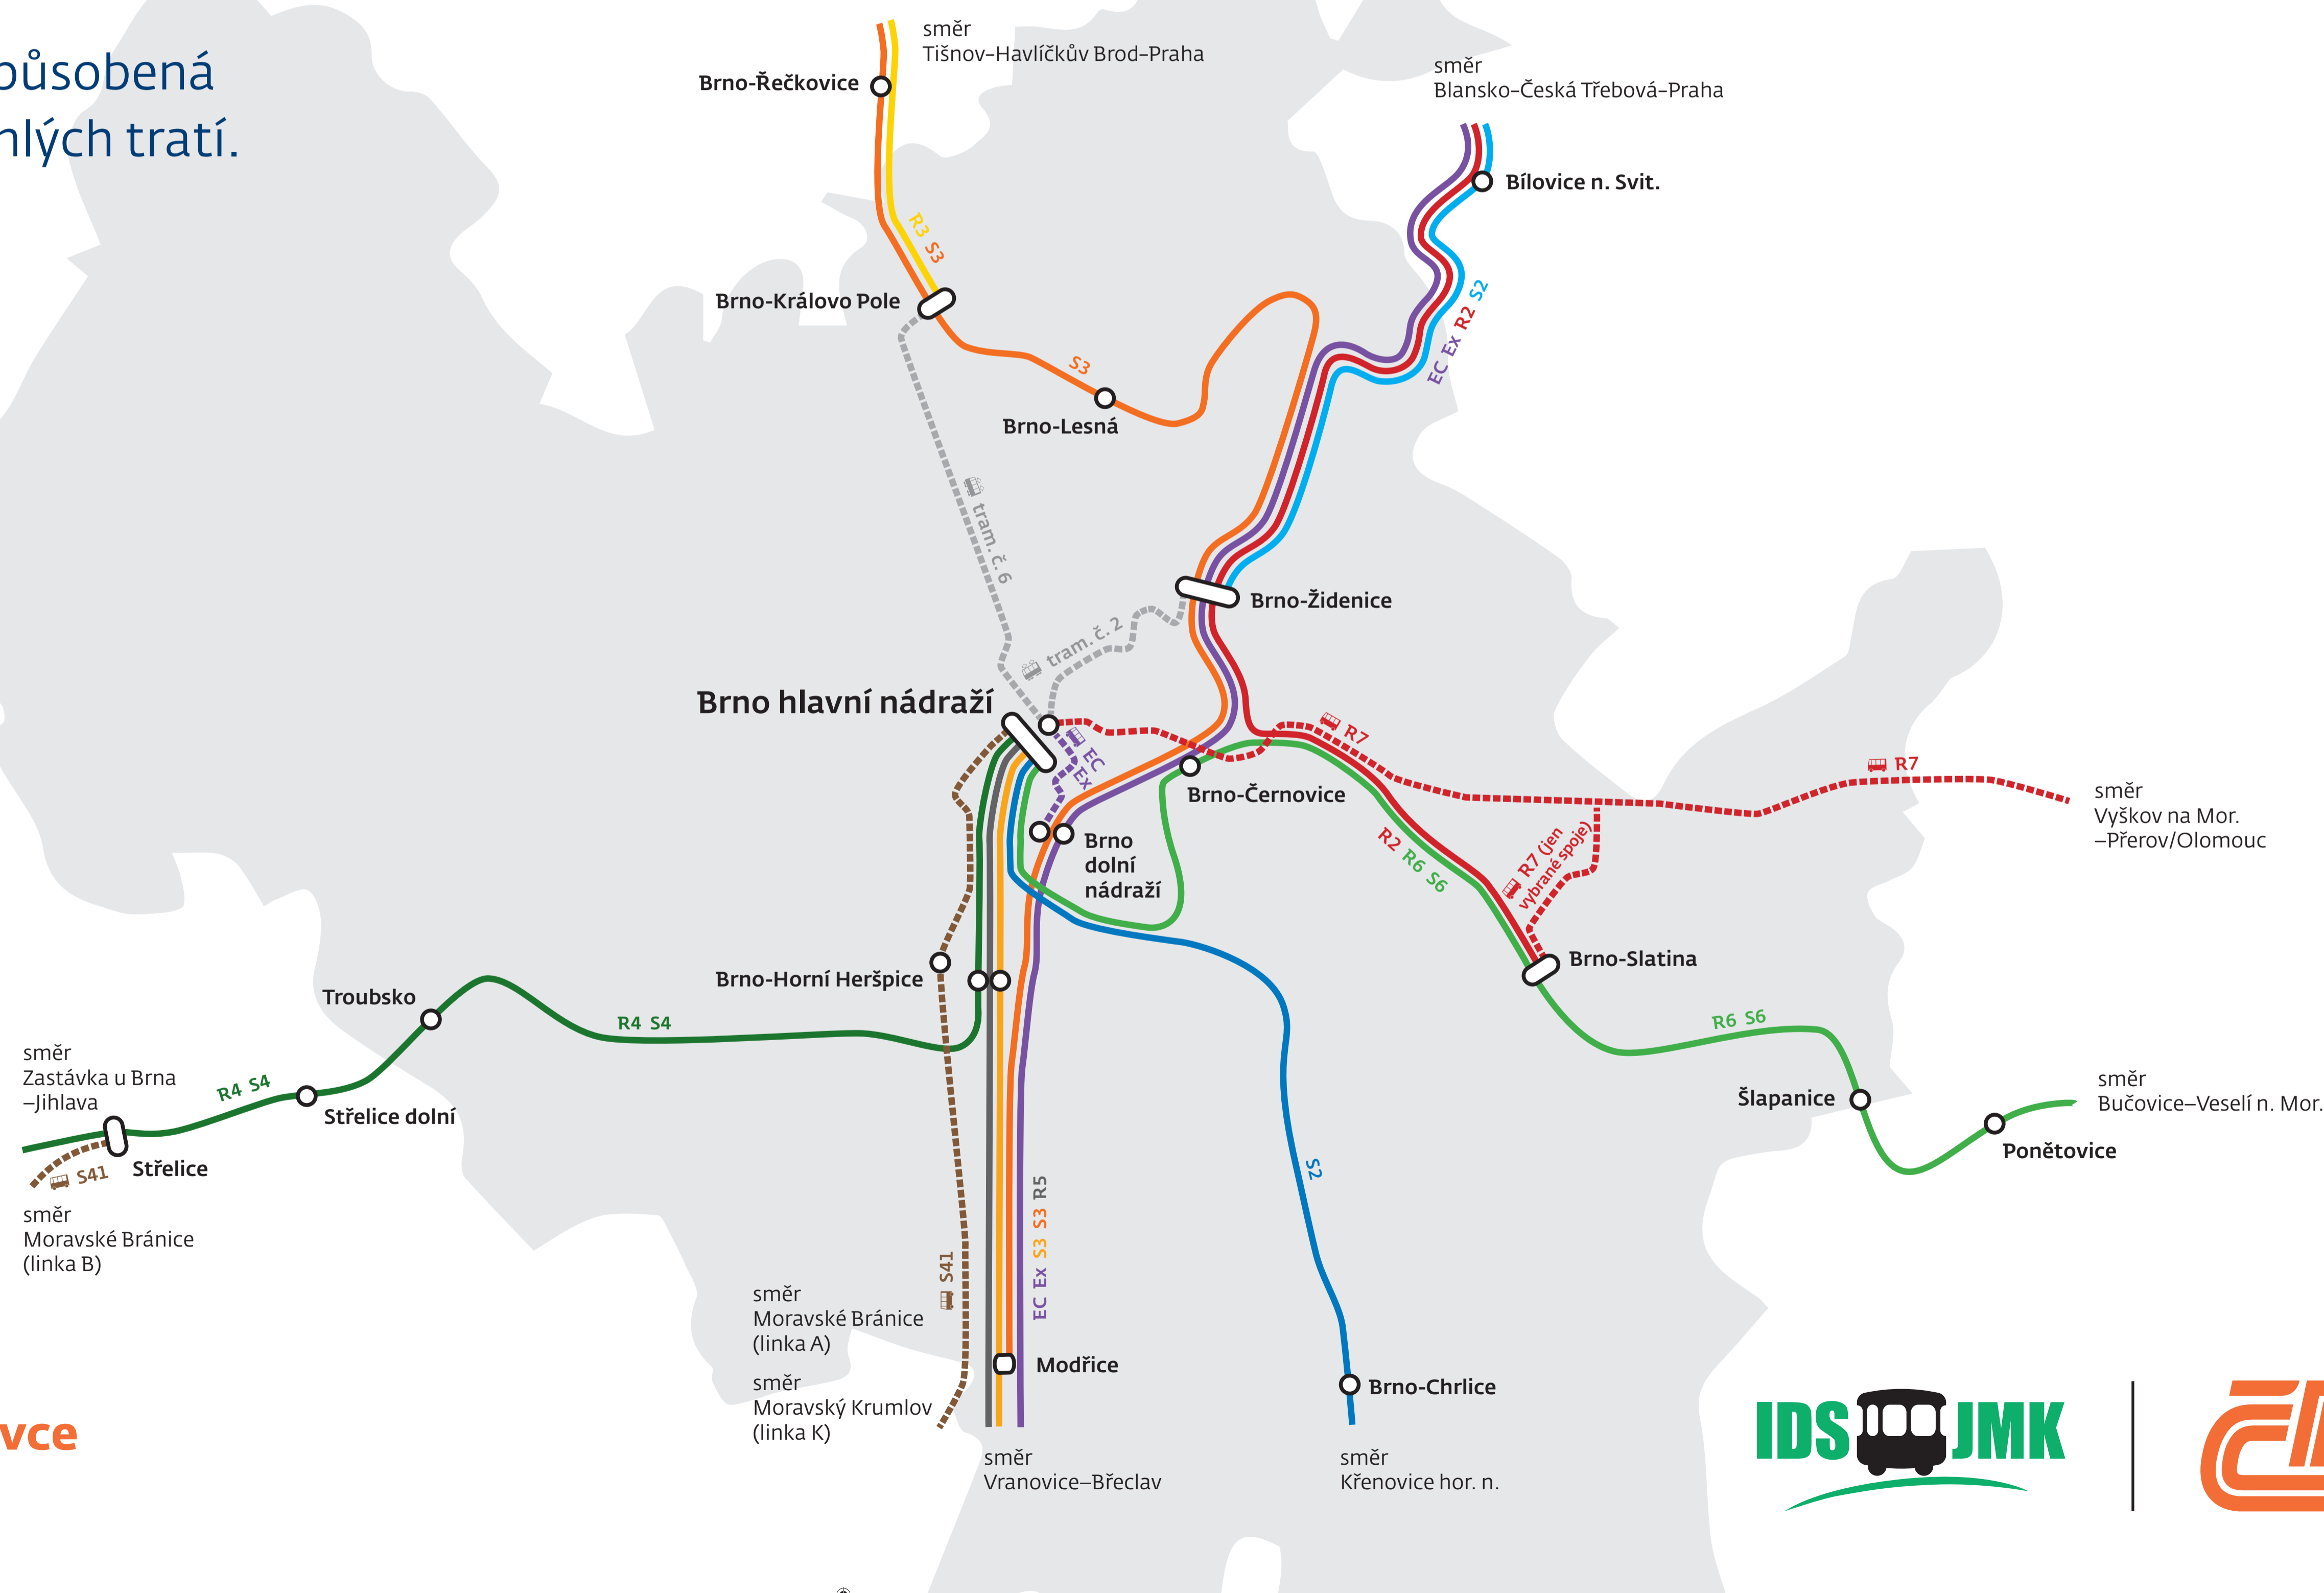 působená
hlých tratí.
směr
Tišnov–Havlíčkův Brod–Praha
Brno-Řečkovice
směr
Blansko–Česká Třebová–Praha
Bílovice n. Svit.
R3 S3
Brno-Královo Pole
EC Ex R2 S2
S3
Brno-Lesná
tram. č. 6
Brno-Židenice
tram. č. 2
Brno hlavní nádraží
EC
Ex
R7
R7
Brno-Černovice
směr
Vyškov na Mor.
–Přerov/Olomouc
Brno
dolní
nádraží
R2 R6 S6
R7 (jen
vybrané spoje)
Brno-Slatina
Brno-Horní Heršpice
Troubsko
R4 S4
R6 S6
směr
Zastávka u Brna
–Jihlava
R4 S4
Střelice dolní
Střelice
S41
směr
Moravské Bránice
(linka B)
Šlapanice
směr
Bučovice–Veselí n. Mor.
Ponětovice
S2
EC Ex S3 S3 R5
S41
směr
Moravské Bránice
(linka A)
Modřice
směr
Moravský Krumlov
(linka K)
Brno-Chrlice
směr
Vranovice–Břeclav
směr
Křenovice hor. n.
vce
IDS JMK